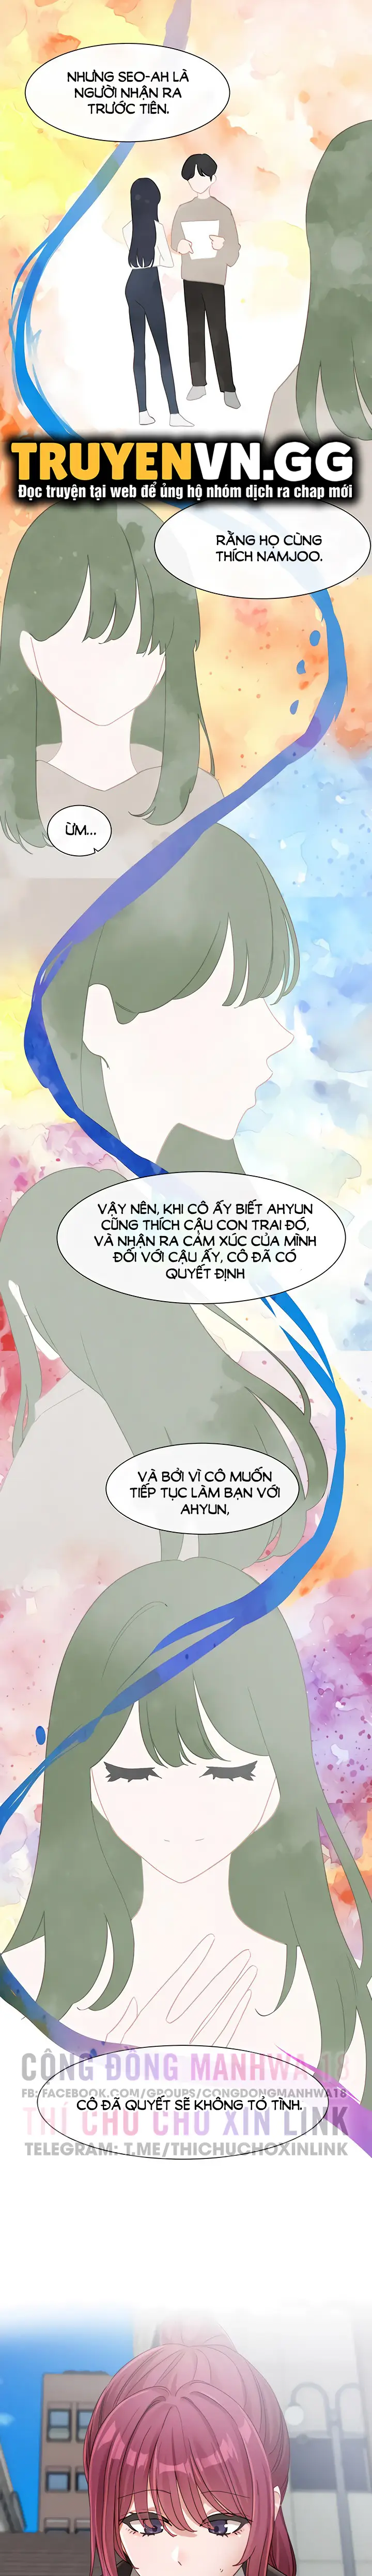 NHƯNG SEO-AH LÀ
NGƯỜI NHẬN RA
TRƯỚC TIÊN.
TRUYENVN.GG
Đọc truyện tại web để ủng hộ nhóm dịch ra chap mới
RẰNG HỌ CÙNG
THÍCH NAMJOO.
ỪM...
VẬY NÊN, KHI CÔ ẤY BIẾT AHYUN
CŨNG THÍCH CẬU CON TRAI ĐÓ,
VÀ NHẬN RA CẢM XÚC CỦA MÌNH
ĐỐI VỚI CẬU ẤY, CÔ ĐÃ CÓ
QUYẾT ĐỊNH
VÀ BỞI VÌ CÔ MUỐN
TIẾP TỤC LÀM BẠN VỚI
AHYUN,
CỘNG ĐỒNG MANHWA 18
FB: FACEBOOK.COM/GROUPS/CONGDONGMANHWA18
CÔ ĐÃ QUYẾT SẼ KHÔNG TỎ TÌNH.
THÍ CHỦ CHO XIN LINK
TELEGRAM: T.ME/THICHUCHOXINLINK